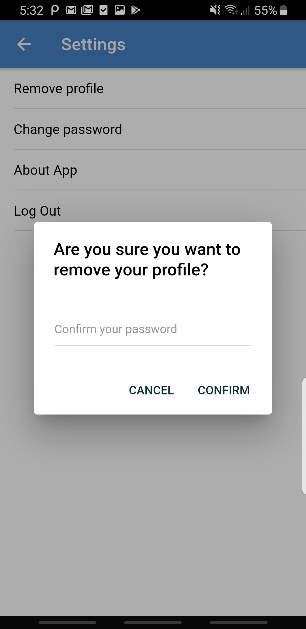 5:32 55%
Settings
Remove profile
Change password
About App
Log Out
Are you sure you want to
remove your profile?
Confirm your password
CANCEL CONFIRM